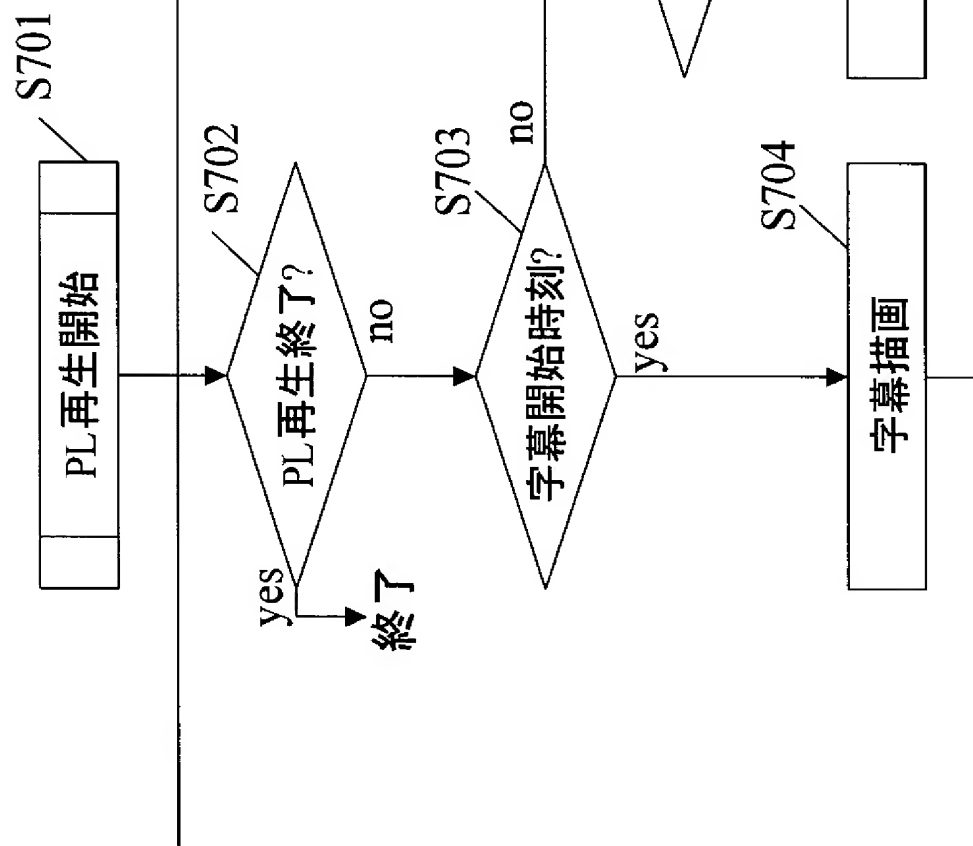 S701
PL再生開始
S702
PL再生終了?
yes
no
終了
S703
字幕開始時刻?
no
yes
S704
字幕描画